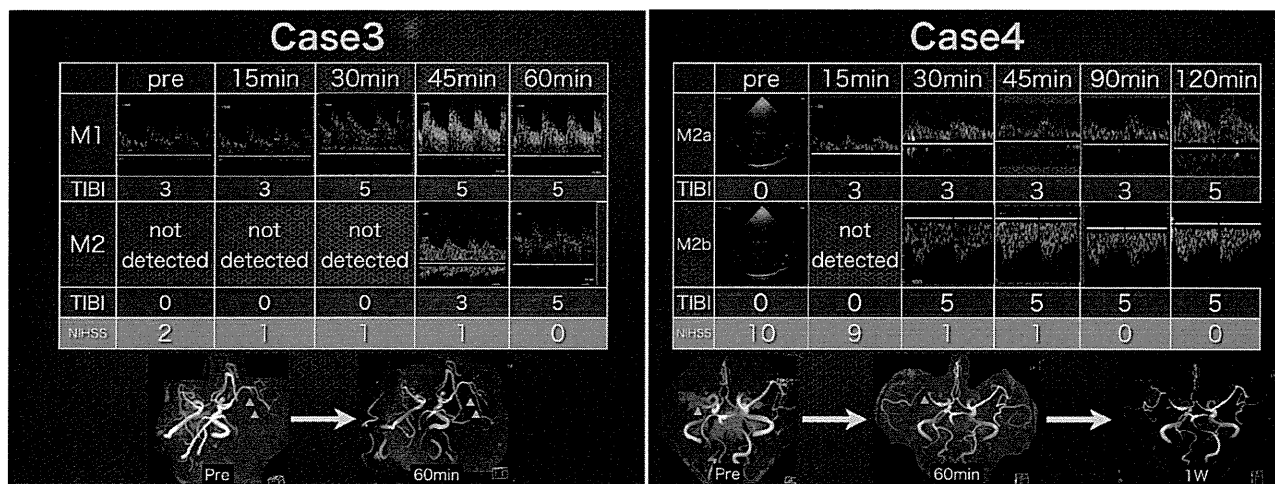 Case3
pre 15min 30min 45min 60min
M1
TIBI 3 3 5 5 5
M2 not detected not detected not detected
TIBI 0 0 0 3 5
NIHSS 2 1 1 1 0
Pre 60min
Case4
pre 15min 30min 45min 90min 120min
M2a
TIBI 0 3 3 3 3 5
M2b not detected
TIBI 0 0 5 5 5 5
NIHSS 10 9 1 1 0 0
Pre 60min 1W